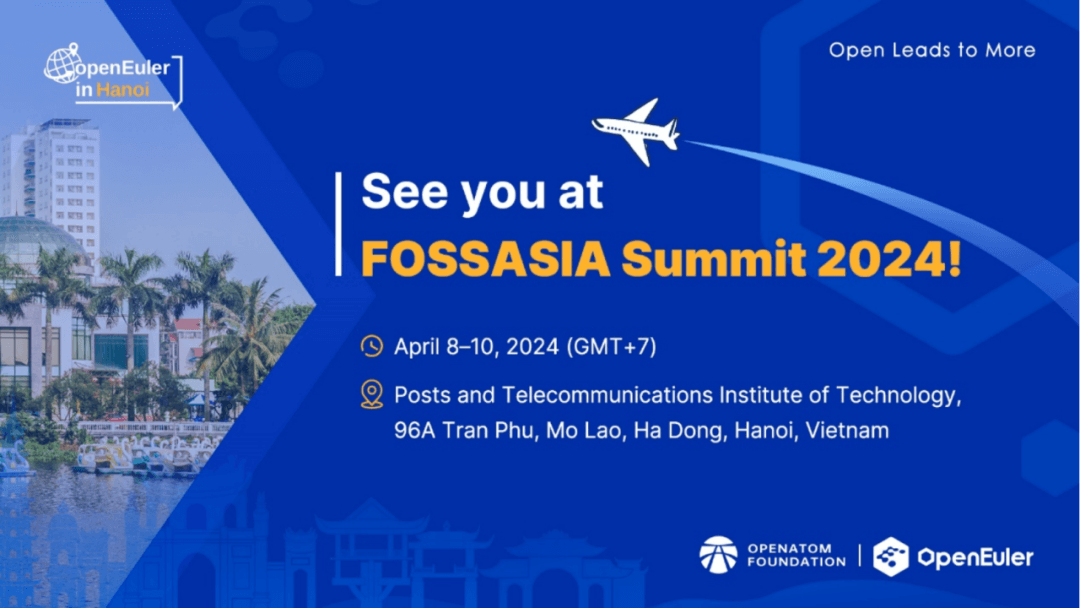 openEuler
in Hanoi
Open Leads to More
See you at
FOSSASIA Summit 2024!
April 8–10, 2024 (GMT+7)
Posts and Telecommunications Institute of Technology,
96A Tran Phu, Mo Lao, Ha Dong, Hanoi, Vietnam
OPENATOM
FOUNDATION
OpenEuler